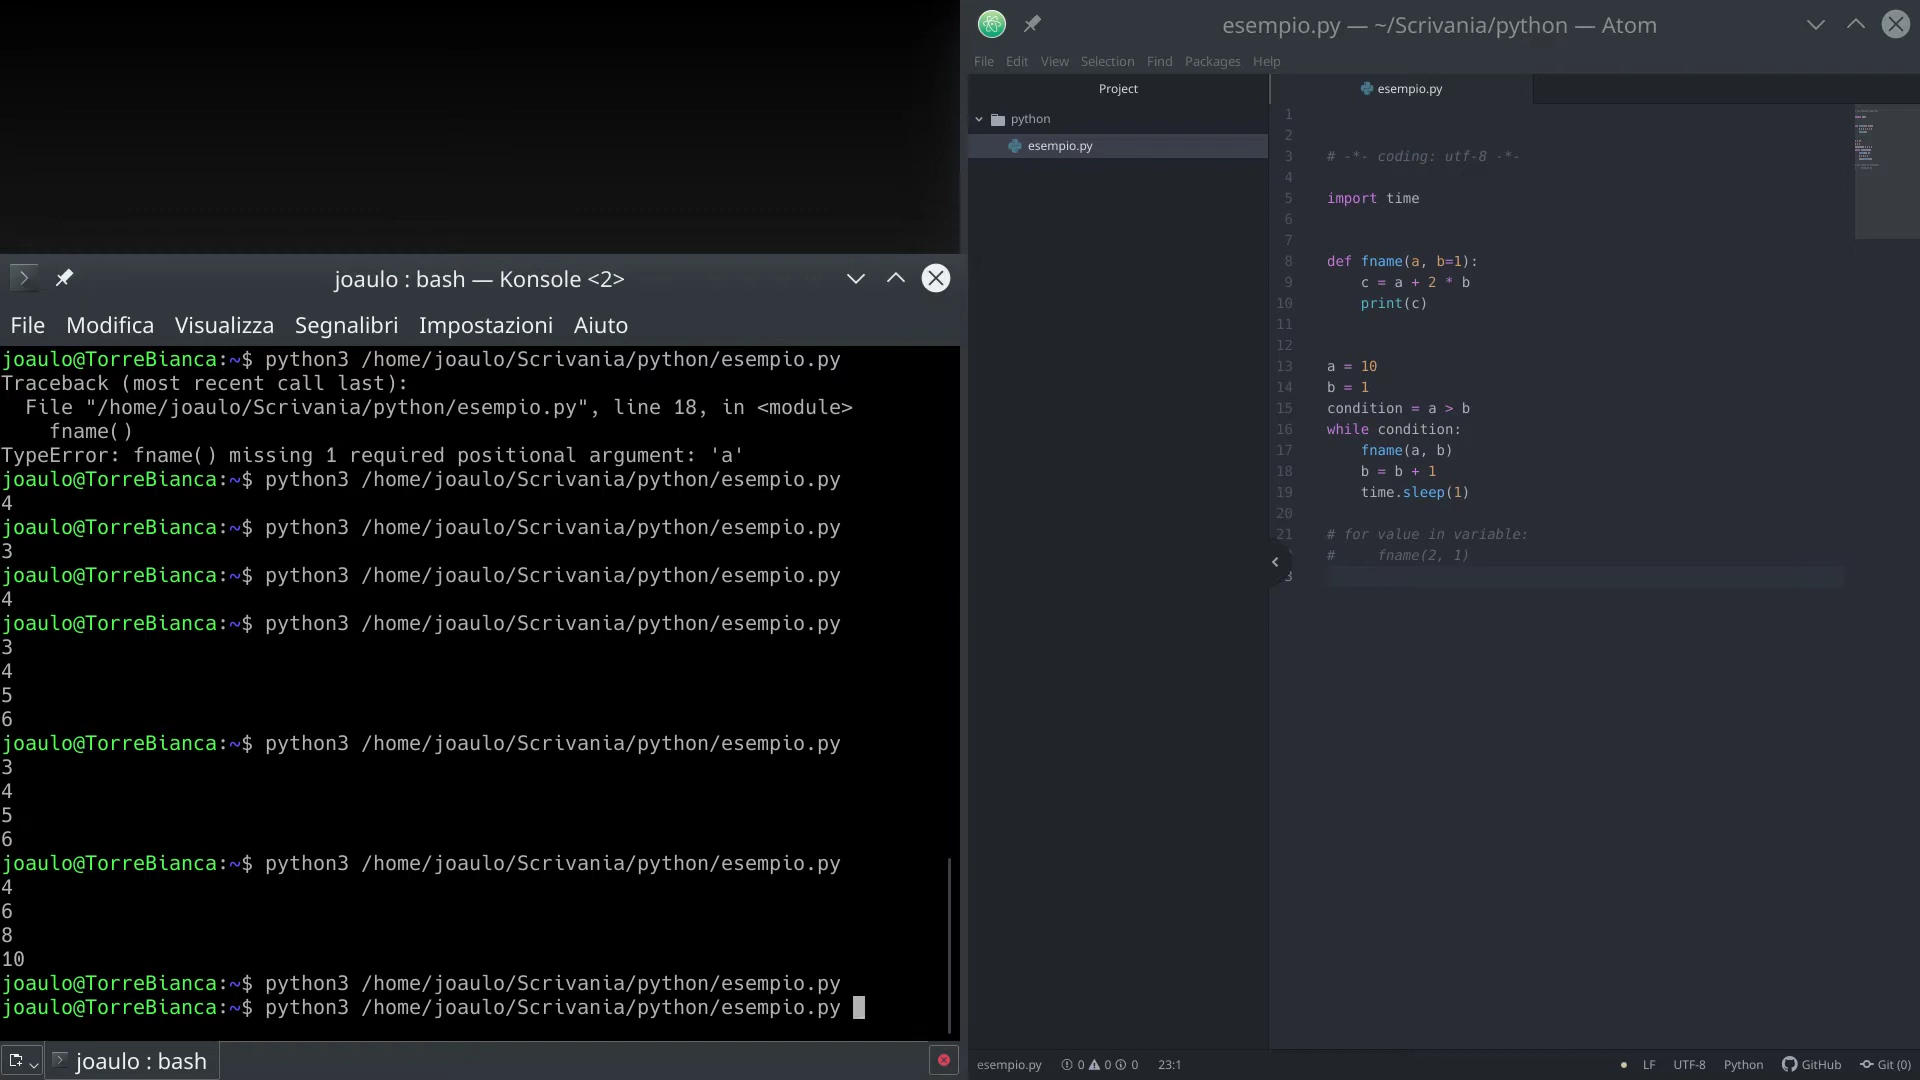 joaulo : bash — Konsole <2>
File Modifica Visualizza Segnalibri Impostazioni Aiuto
joaulo@TorreBianca:~$ python3 /home/joaulo/Scrivania/python/esempio.py
Traceback (most recent call last):
  File "/home/joaulo/Scrivania/python/esempio.py", line 18, in <module>
    fname()
TypeError: fname() missing 1 required positional argument: 'a'
joaulo@TorreBianca:~$ python3 /home/joaulo/Scrivania/python/esempio.py
4
joaulo@TorreBianca:~$ python3 /home/joaulo/Scrivania/python/esempio.py
3
joaulo@TorreBianca:~$ python3 /home/joaulo/Scrivania/python/esempio.py
4
joaulo@TorreBianca:~$ python3 /home/joaulo/Scrivania/python/esempio.py
3
4
5
6
joaulo@TorreBianca:~$ python3 /home/joaulo/Scrivania/python/esempio.py
3
4
5
6
joaulo@TorreBianca:~$ python3 /home/joaulo/Scrivania/python/esempio.py
4
6
8
10
joaulo@TorreBianca:~$ python3 /home/joaulo/Scrivania/python/esempio.py
joaulo@TorreBianca:~$ python3 /home/joaulo/Scrivania/python/esempio.py
joaulo : bash
esempio.py — ~/Scrivania/python — Atom
File Edit View Selection Find Packages Help
Project
python
esempio.py
esempio.py
1
2
3 # -*- coding: utf-8 -*-
4
5 import time
6
7
8 def fname(a, b=1):
9     c = a + 2 * b
10     print(c)
11
12
13 a = 10
14 b = 1
15 condition = a > b
16 while condition:
17     fname(a, b)
18     b = b + 1
19     time.sleep(1)
20
21 # for value in variable:
#     fname(2, 1)
3
esempio.py 0 0 0 23:1 LF UTF-8 Python GitHub Git (0)